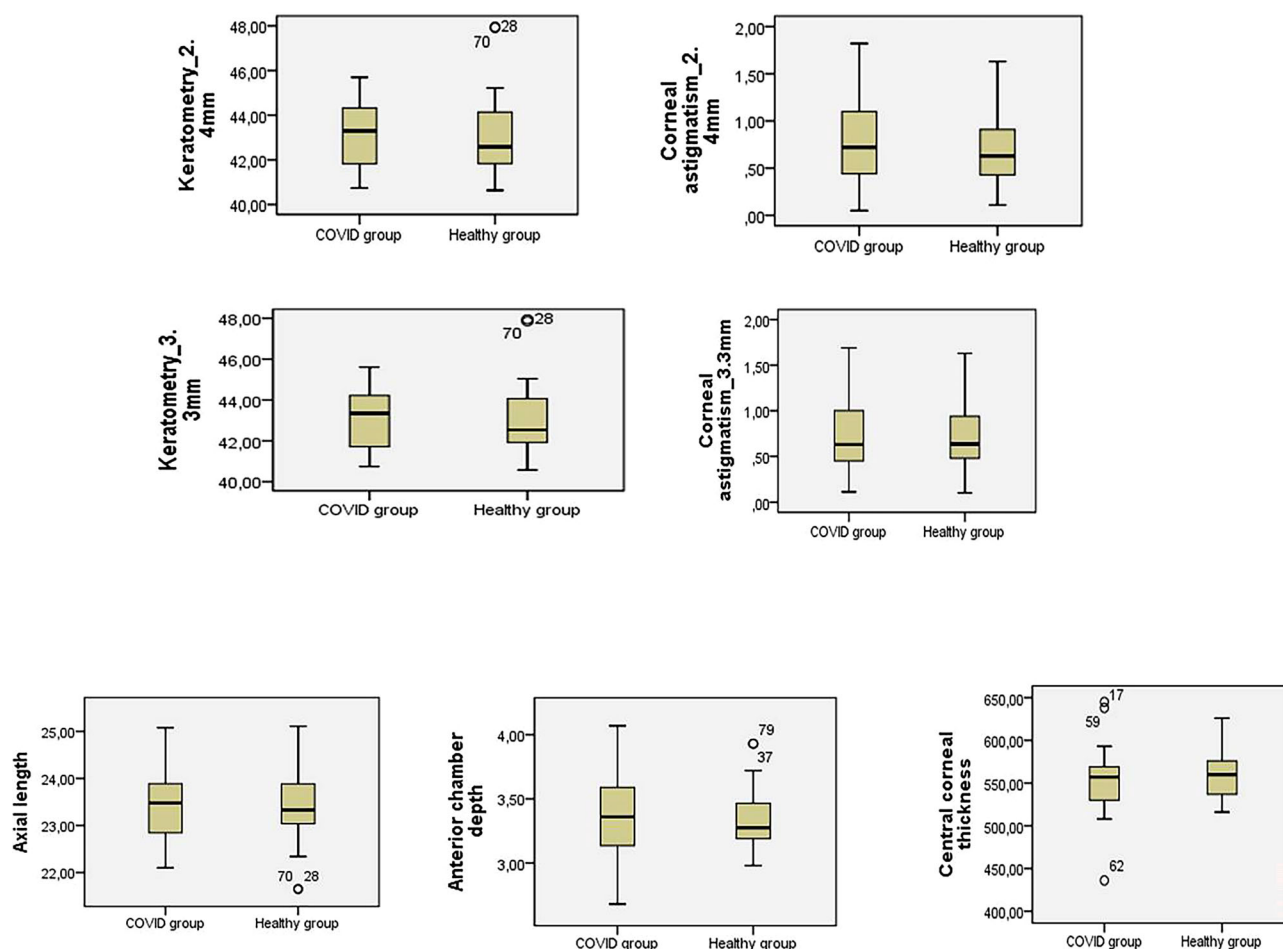 Keratometry_2.
4mm
48,00
46,00
44,00
42,00
40,00
28
70
COVID group Healthy group
Corneal
astigmatism_2.
4mm
2,00
1,50
1,00
,50
,00
COVID group Healthy group
Keratometry_3.
3mm
48,00
46,00
44,00
42,00
40,00
28
70
COVID group Healthy group
Corneal
astigmatism_3.3mm
2,00
1,50
1,00
,50
,00
COVID group Healthy group
Axial length
25,00
24,00
23,00
22,00
70 28
COVID group Healthy group
Anterior chamber
depth
4,00
3,50
3,00
79
37
COVID group Healthy group
Central corneal
thickness
650,00
600,00
550,00
500,00
450,00
400,00
17
59
62
COVID group Healthy group